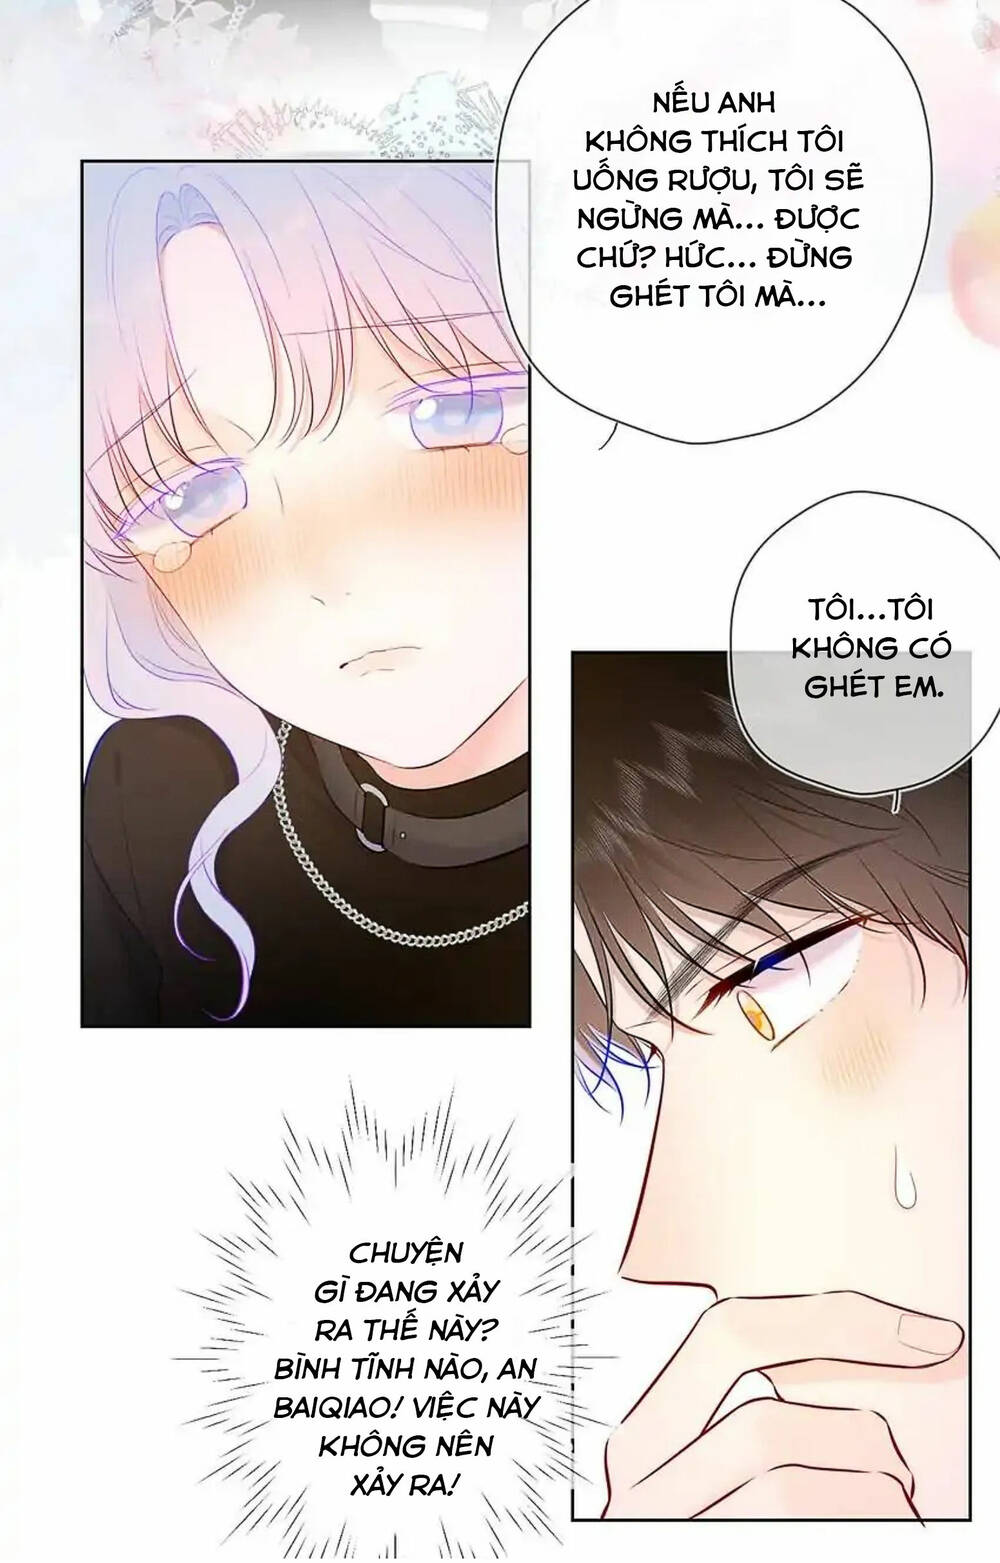 NẾU ANH
KHÔNG THÍCH TÔI
UỐNG RƯỢU, TÔI SẼ
NGỪNG MÀ... ĐƯỢC
CHỨ? HỨC... ĐỪNG
GHÉT TÔI MÀ...
TÔI...TÔI
KHÔNG CÓ
GHÉT EM.
CHUYỆN
GÌ ĐANG XẢY
RA THẾ NÀY?
BÌNH TĨNH NÀO, AN
BAIQIAO! VIỆC NÀY
KHÔNG NÊN
XẢY RA!